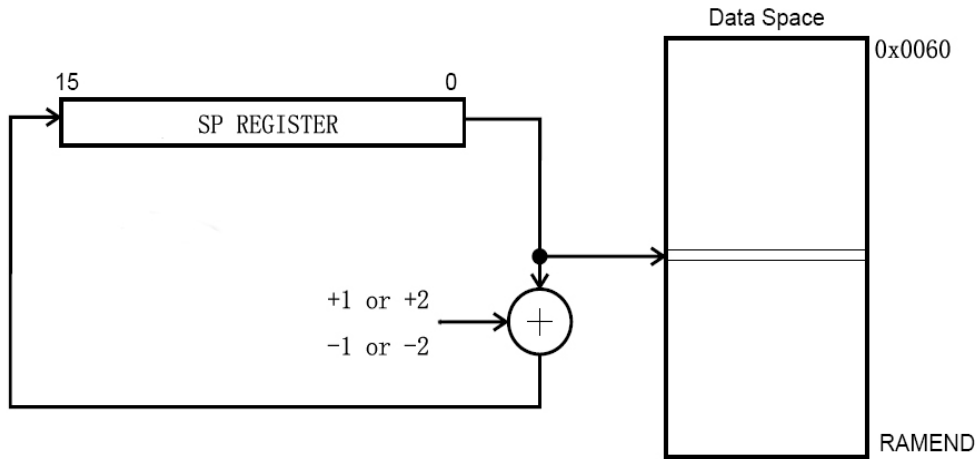 Data Space
0x0060
15
0
SP REGISTER
+1 or +2
-1 or -2
+
RAMEND